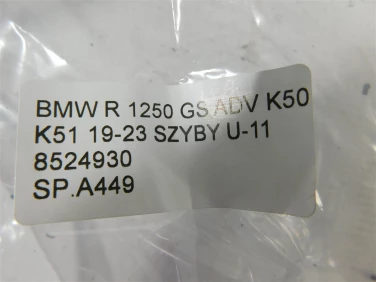 BMW R 1250 GS ADV K50
K51 19-23 SZYBY U-11
8524930
SP.A449